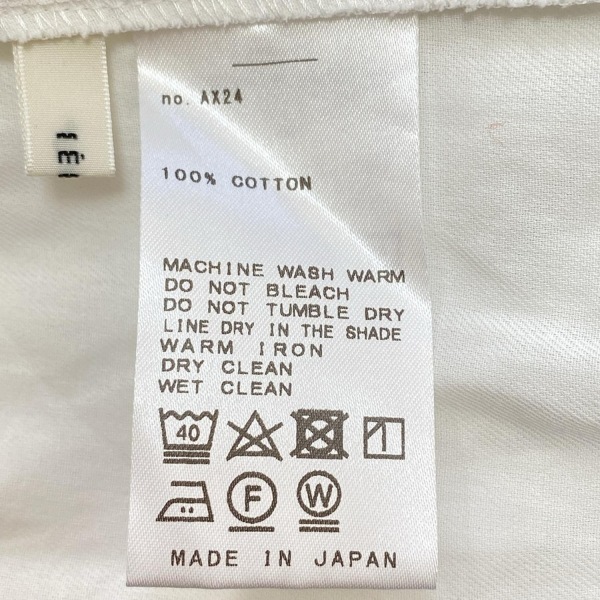 no. AX24
100% COTTON
MACHINE WASH WARM
DO NOT BLEACH
DO NOT TUMBLE DRY
LINE DRY IN THE SHADE
WARM IRON
DRY CLEAN
WET CLEAN
40
F W
MADE IN JAPAN